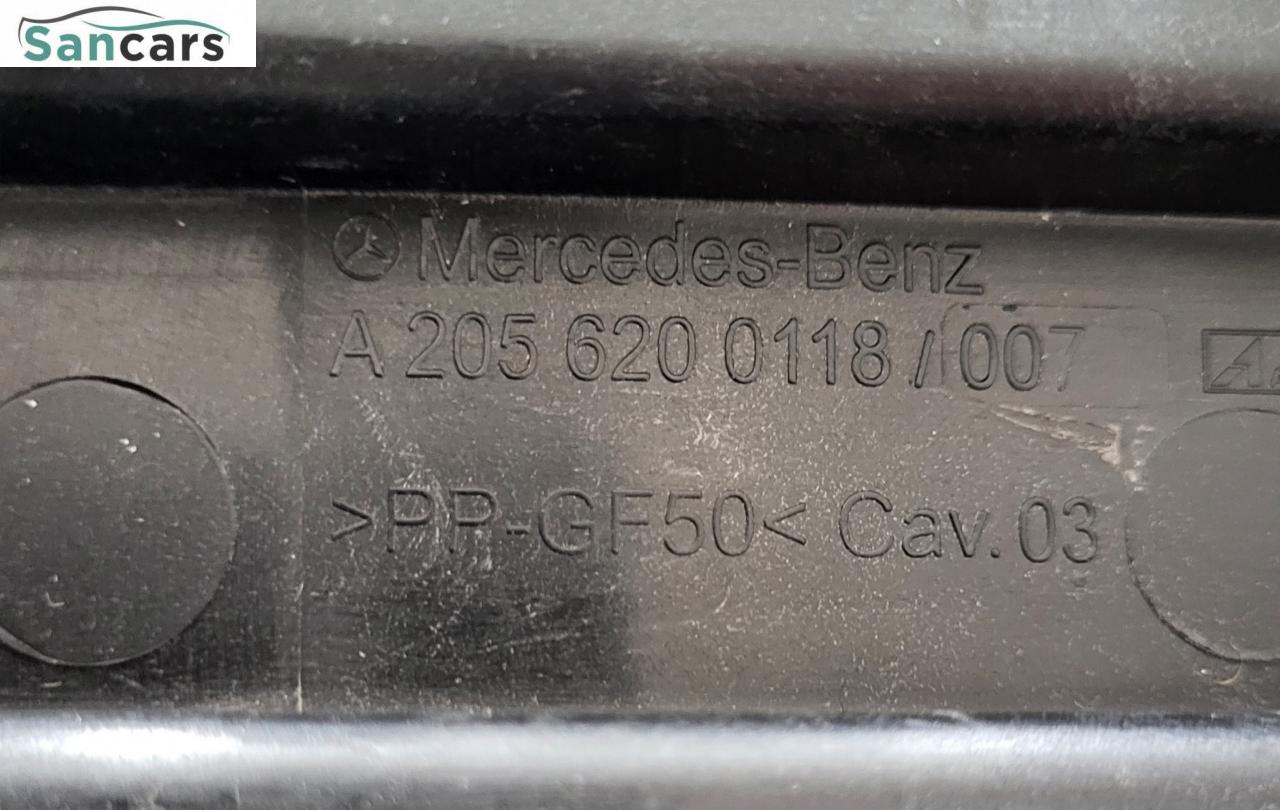 Sancars
Mercedes-Benz
A 205 620 0118 / 007
>PP-GF50< Cav. 03